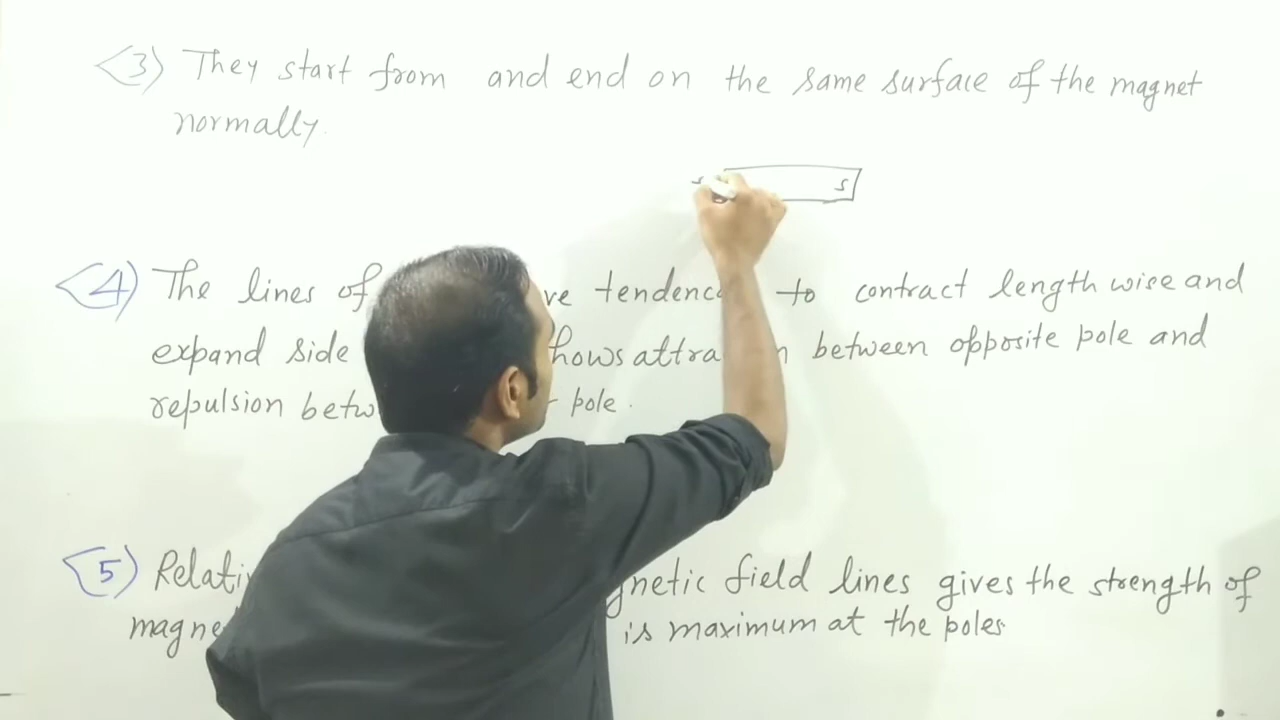 (3) They start from and end on the same surface of the magnet
normally.
S
(4) The lines of ve tendenc to contract length wise and
expand side hows attra n between opposite pole and
repulsion betw pole.
(5) Relati gnetic field lines gives the strength of
magne is maximum at the poles